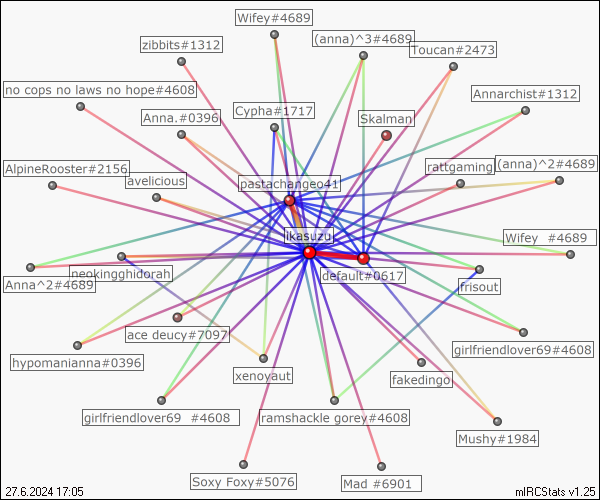 Wifey#4689
(anna)^3#4689
zibbits#1312
Toucan#2473
no cops no laws no hope#4608
Annarchist#1312
Cypha#1717
Anna.#0396
Skalman
AlpineRooster#2156
rattgaming
(anna)^2#4689
avelicious
pastachangeo41
ikasuzu
Wifey #4689
neokingghidorah
default#0617
Anna^2#4689
frisout
ace deucy#7097
girlfriendlover69#4608
hypomanianna#0396
xenoyaut
fakedingo
girlfriendlover69 #4608
ramshackle gorey#4608
Mushy#1984
Soxy Foxy#5076
Mad #6901
27.6.2024 17:05
mIRCStats v1.25